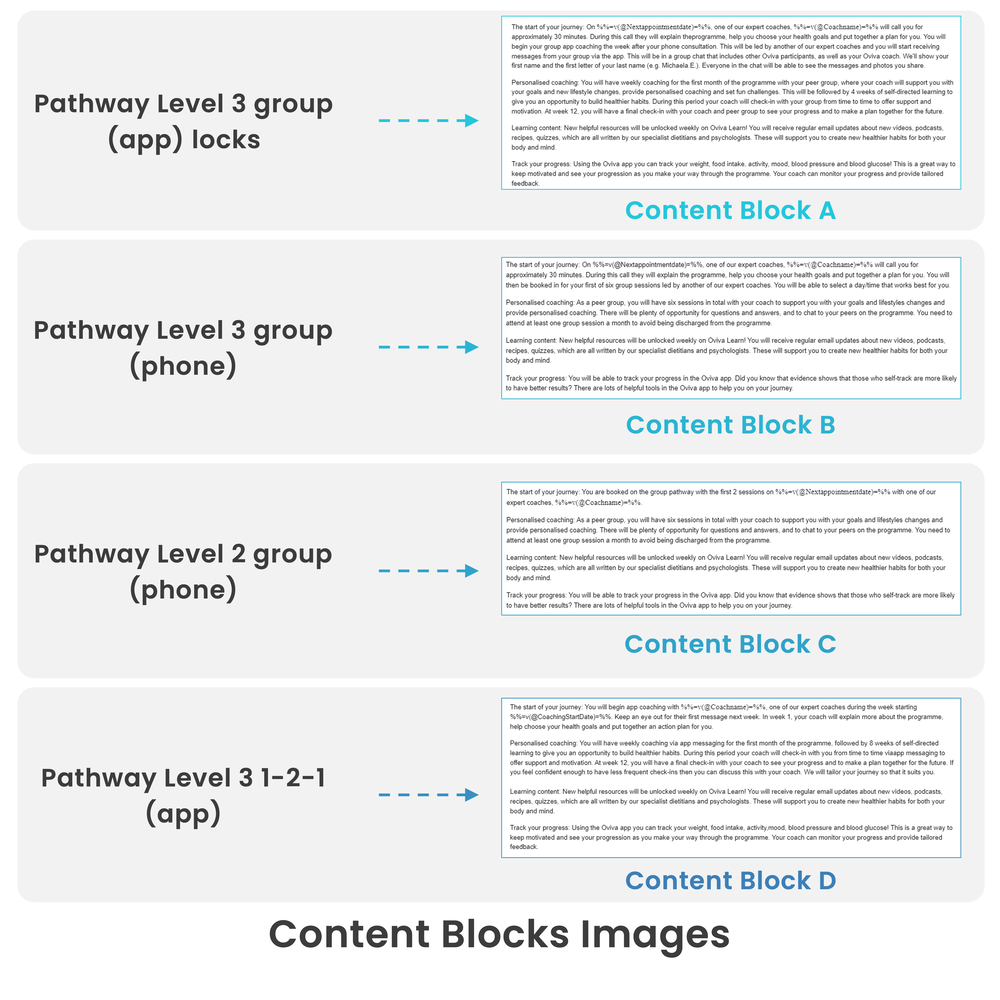 Pathway Level 3 group
(app) locks
The start of your journey: On %%=v(@Nextappointmentdate)=%%, one of our expert coaches, %%=v(@Coachname)=%% will call you for
approximately 30 minutes. During this call they will explain theprogramme, help you choose your health goals and put together a plan for you. You will
begin your group app coaching the week after your phone consultation. This will be led by another of our expert coaches and you will start receiving
messages from your group via the app. This will be in a group chat that includes other Oviva participants, as well as your Oviva coach. We'll show your
first name and the first letter of your last name (e.g. Michaela.E.). Everyone in the chat will be able to see the messages and photos you share.
Personalised coaching: You will have weekly coaching for the first month of the programme with your peer group, where your coach will support you with
your goals and new lifestyle changes, provide personalised coaching and set fun challenges. This will be followed by 4 weeks of self-directed learning to
give you an opportunity to build healthier habits. During this period your coach will check-in with your group from time to time to offer support and
motivation. At week 12, you will have a final check-in with your coach and peer group to see your progress and to make a plan together for the future.
Learning content: New helpful resources will be unlocked weekly on Oviva Learn! You will receive regular email updates about new videos, podcasts,
recipes, quizzes, which are all written by our specialist dietitians and psychologists. These will support you to create new healthier habits for both your
body and mind.
Track your progress: Using the Oviva app you can track your weight, food intake, activity, mood, blood pressure and blood glucose! This is a great way to
keep motivated and see your progression as you make your way through the programme. Your coach can monitor your progress and provide tailored
feedback.
Content Block A
Pathway Level 3 group
(phone)
The start of your journey: On %%=v(@Nextappointmentdate)=%%, one of our expert coaches, %%=v(@Coachname)=%% will call you for
approximately 30 minutes. During this call they will explain the programme, help you choose your health goals and put together a plan for you. You will
then be booked in for your first of six group sessions led by another of our expert coaches. You will be able to select a day/time that works best for you.
Personalised coaching: As a peer group, you will have six sessions in total with your coach to support you with your goals and lifestyles changes and
provide personalised coaching. There will be plenty of opportunity for questions and answers, and to chat to your peers on the programme. You need to
attend at least one group session a month to avoid being discharged from the programme.
Learning content: New helpful resources will be unlocked weekly on Oviva Learn! You will receive regular email updates about new videos, podcasts,
recipes, quizzes, which are all written by our specialist dietitians and psychologists. These will support you to create new healthier habits for both your
body and mind.
Track your progress: You will be able to track your progress in the Oviva app. Did you know that evidence shows that those who self-track are more likely
to have better results? There are lots of helpful tools in the Oviva app to help you on your journey.
Content Block B
Pathway Level 2 group
(phone)
The start of your journey: You are booked on the group pathway with the first 2 sessions on %%=v(@Nextappointmentdate)=%% with one of our
expert coaches, %%=v(@Coachname)=%%.
Personalised coaching: As a peer group, you will have six sessions in total with your coach to support you with your goals and lifestyles changes and
provide personalised coaching. There will be plenty of opportunity for questions and answers, and to chat to your peers on the programme. You need to
attend at least one group session a month to avoid being discharged from the programme.
Learning content: New helpful resources will be unlocked weekly on Oviva Learn! You will receive regular email updates about new videos, podcasts,
recipes, quizzes, which are all written by our specialist dietitians and psychologists. These will support you to create new healthier habits for both your
body and mind.
Track your progress: You will be able to track your progress in the Oviva app. Did you know that evidence shows that those who self-track are more likely
to have better results? There are lots of helpful tools in the Oviva app to help you on your journey.
Content Block C
Pathway Level 3 1-2-1
(app)
The start of your journey: You will begin app coaching with %%=v(@Coachname)=%%, one of our expert coaches during the week starting
%%=v(@CoachingStartDate)=%%. Keep an eye out for their first message next week. In week 1, your coach will explain more about the programme,
help choose your health goals and put together an action plan for you.
Personalised coaching: You will have weekly coaching via app messaging for the first month of the programme, followed by 8 weeks of self-directed
learning to give you an opportunity to build healthier habits. During this period your coach will check-in with you from time to time viaapp messaging to
offer support and motivation. At week 12, you will have a final check-in with your coach to see your progress and to make a plan together for the future. If
you feel confident enough to have less frequent check-ins then you can discuss this with your coach. We will tailor your journey so that it suits you.
Learning content: New helpful resources will be unlocked weekly on Oviva Learn! You will receive regular email updates about new videos, podcasts,
recipes, quizzes, which are all written by our specialist dietitians and psychologists. These will support you to create new healthier habits for both your
body and mind.
Track your progress: Using the Oviva app you can track your weight, food intake, activity,mood, blood pressure and blood glucose! This is a great way to
keep motivated and see your progression as you make your way through the programme. Your coach can monitor your progress and provide tailored
feedback.
Content Block D
Content Blocks Images